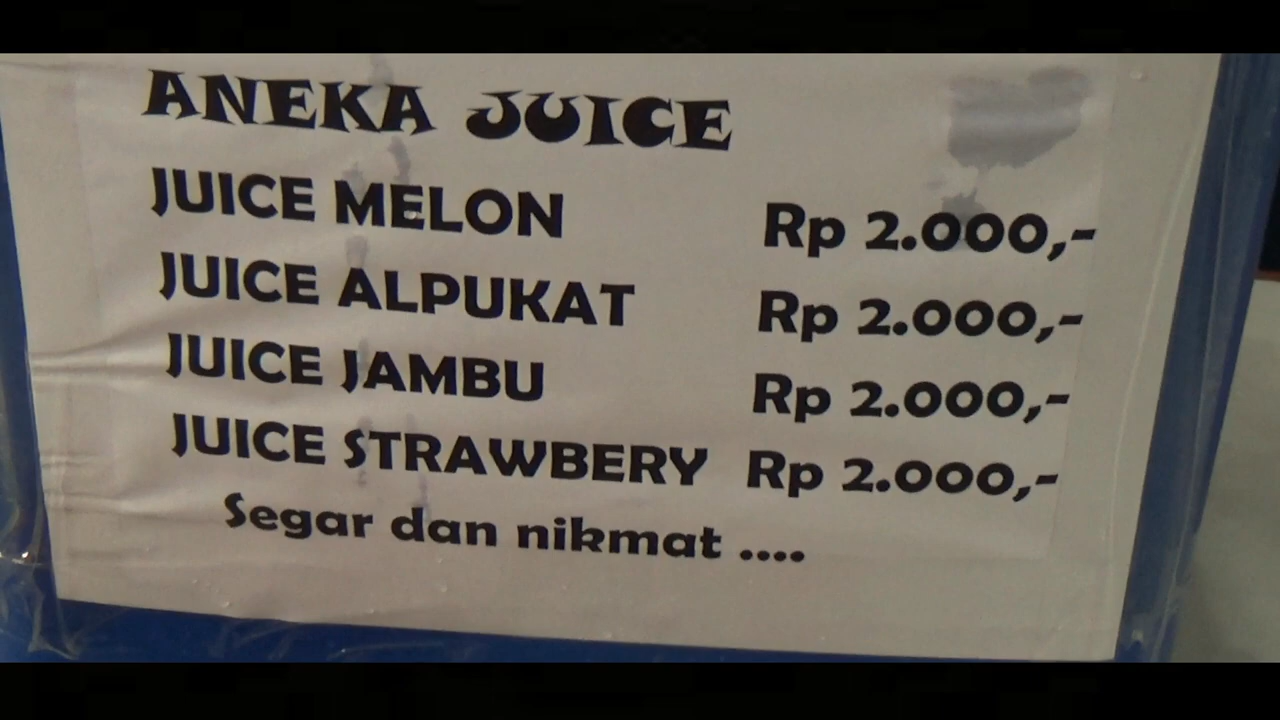 ANEKA JUICE
JUICE MELON Rp 2.000,-
JUICE ALPUKAT Rp 2.000,-
JUICE JAMBU Rp 2.000,-
JUICE STRAWBERY Rp 2.000,-
Segar dan nikmat ....